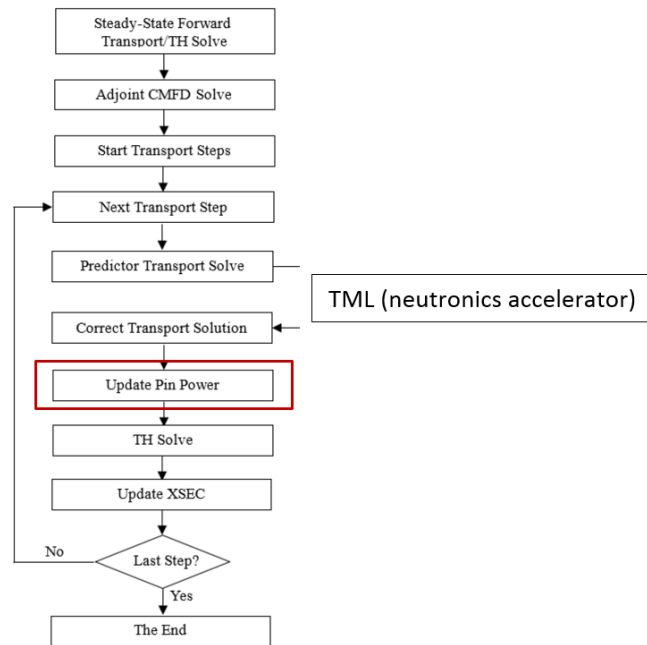 Steady-State Forward
Transport/TH Solve
Adjoint CMFD Solve
Start Transport Steps
Next Transport Step
Predictor Transport Solve
TML (neutronics accelerator)
Correct Transport Solution
Update Pin Power
TH Solve
Update XSEC
No
Last Step?
Yes
The End